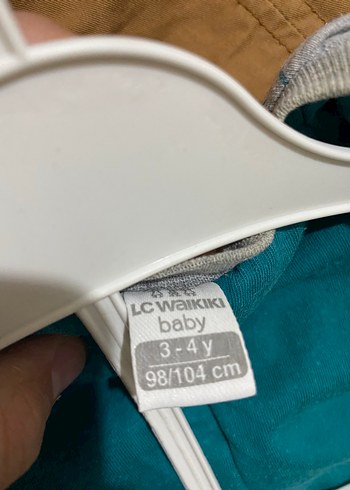 LC WAIKIKI
baby
3 - 4 y
98/104 cm